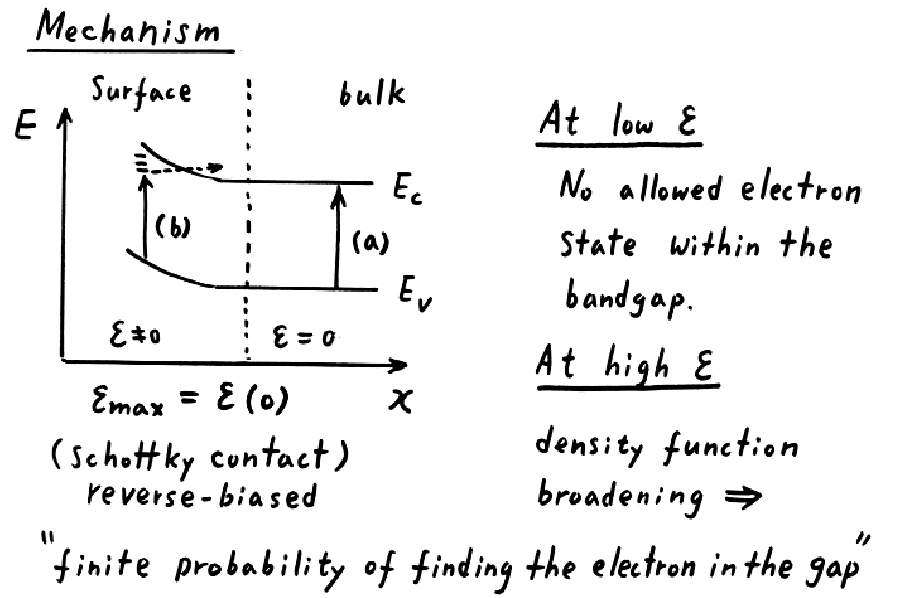 Mechanism
Surface
bulk
E
Ec
(b)
(a)
Ev
ε≠0
ε = 0
εmax = ε(0)
x
(Schottky contact)
reverse-biased
At low ε
No allowed electron
State within the
bandgap.
At high ε
density function
broadening ⇒
"finite probability of finding the electron in the gap"